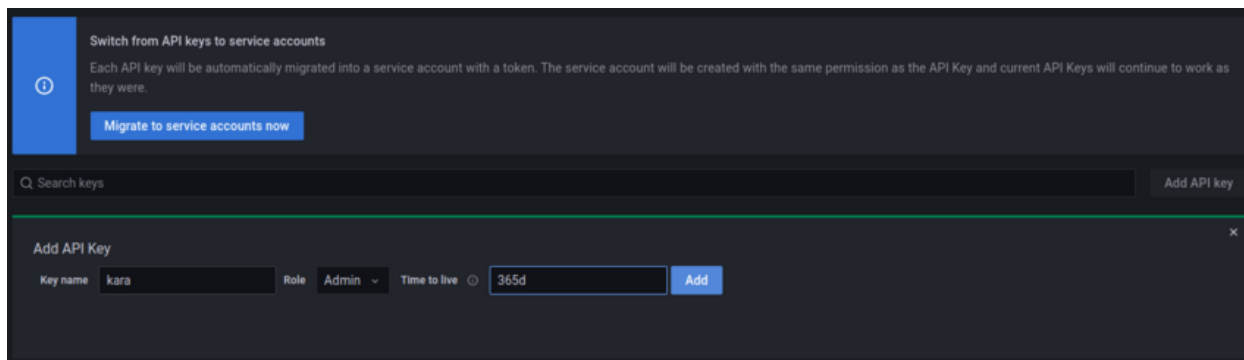 Switch from API keys to service accounts
Each API key will be automatically migrated into a service account with a token. The service account will be created with the same permission as the API Key and current API Keys will continue to work as
they were.
Migrate to service accounts now
Search keys
Add API key
Add API Key
Key name kara Role Admin Time to live 365d Add